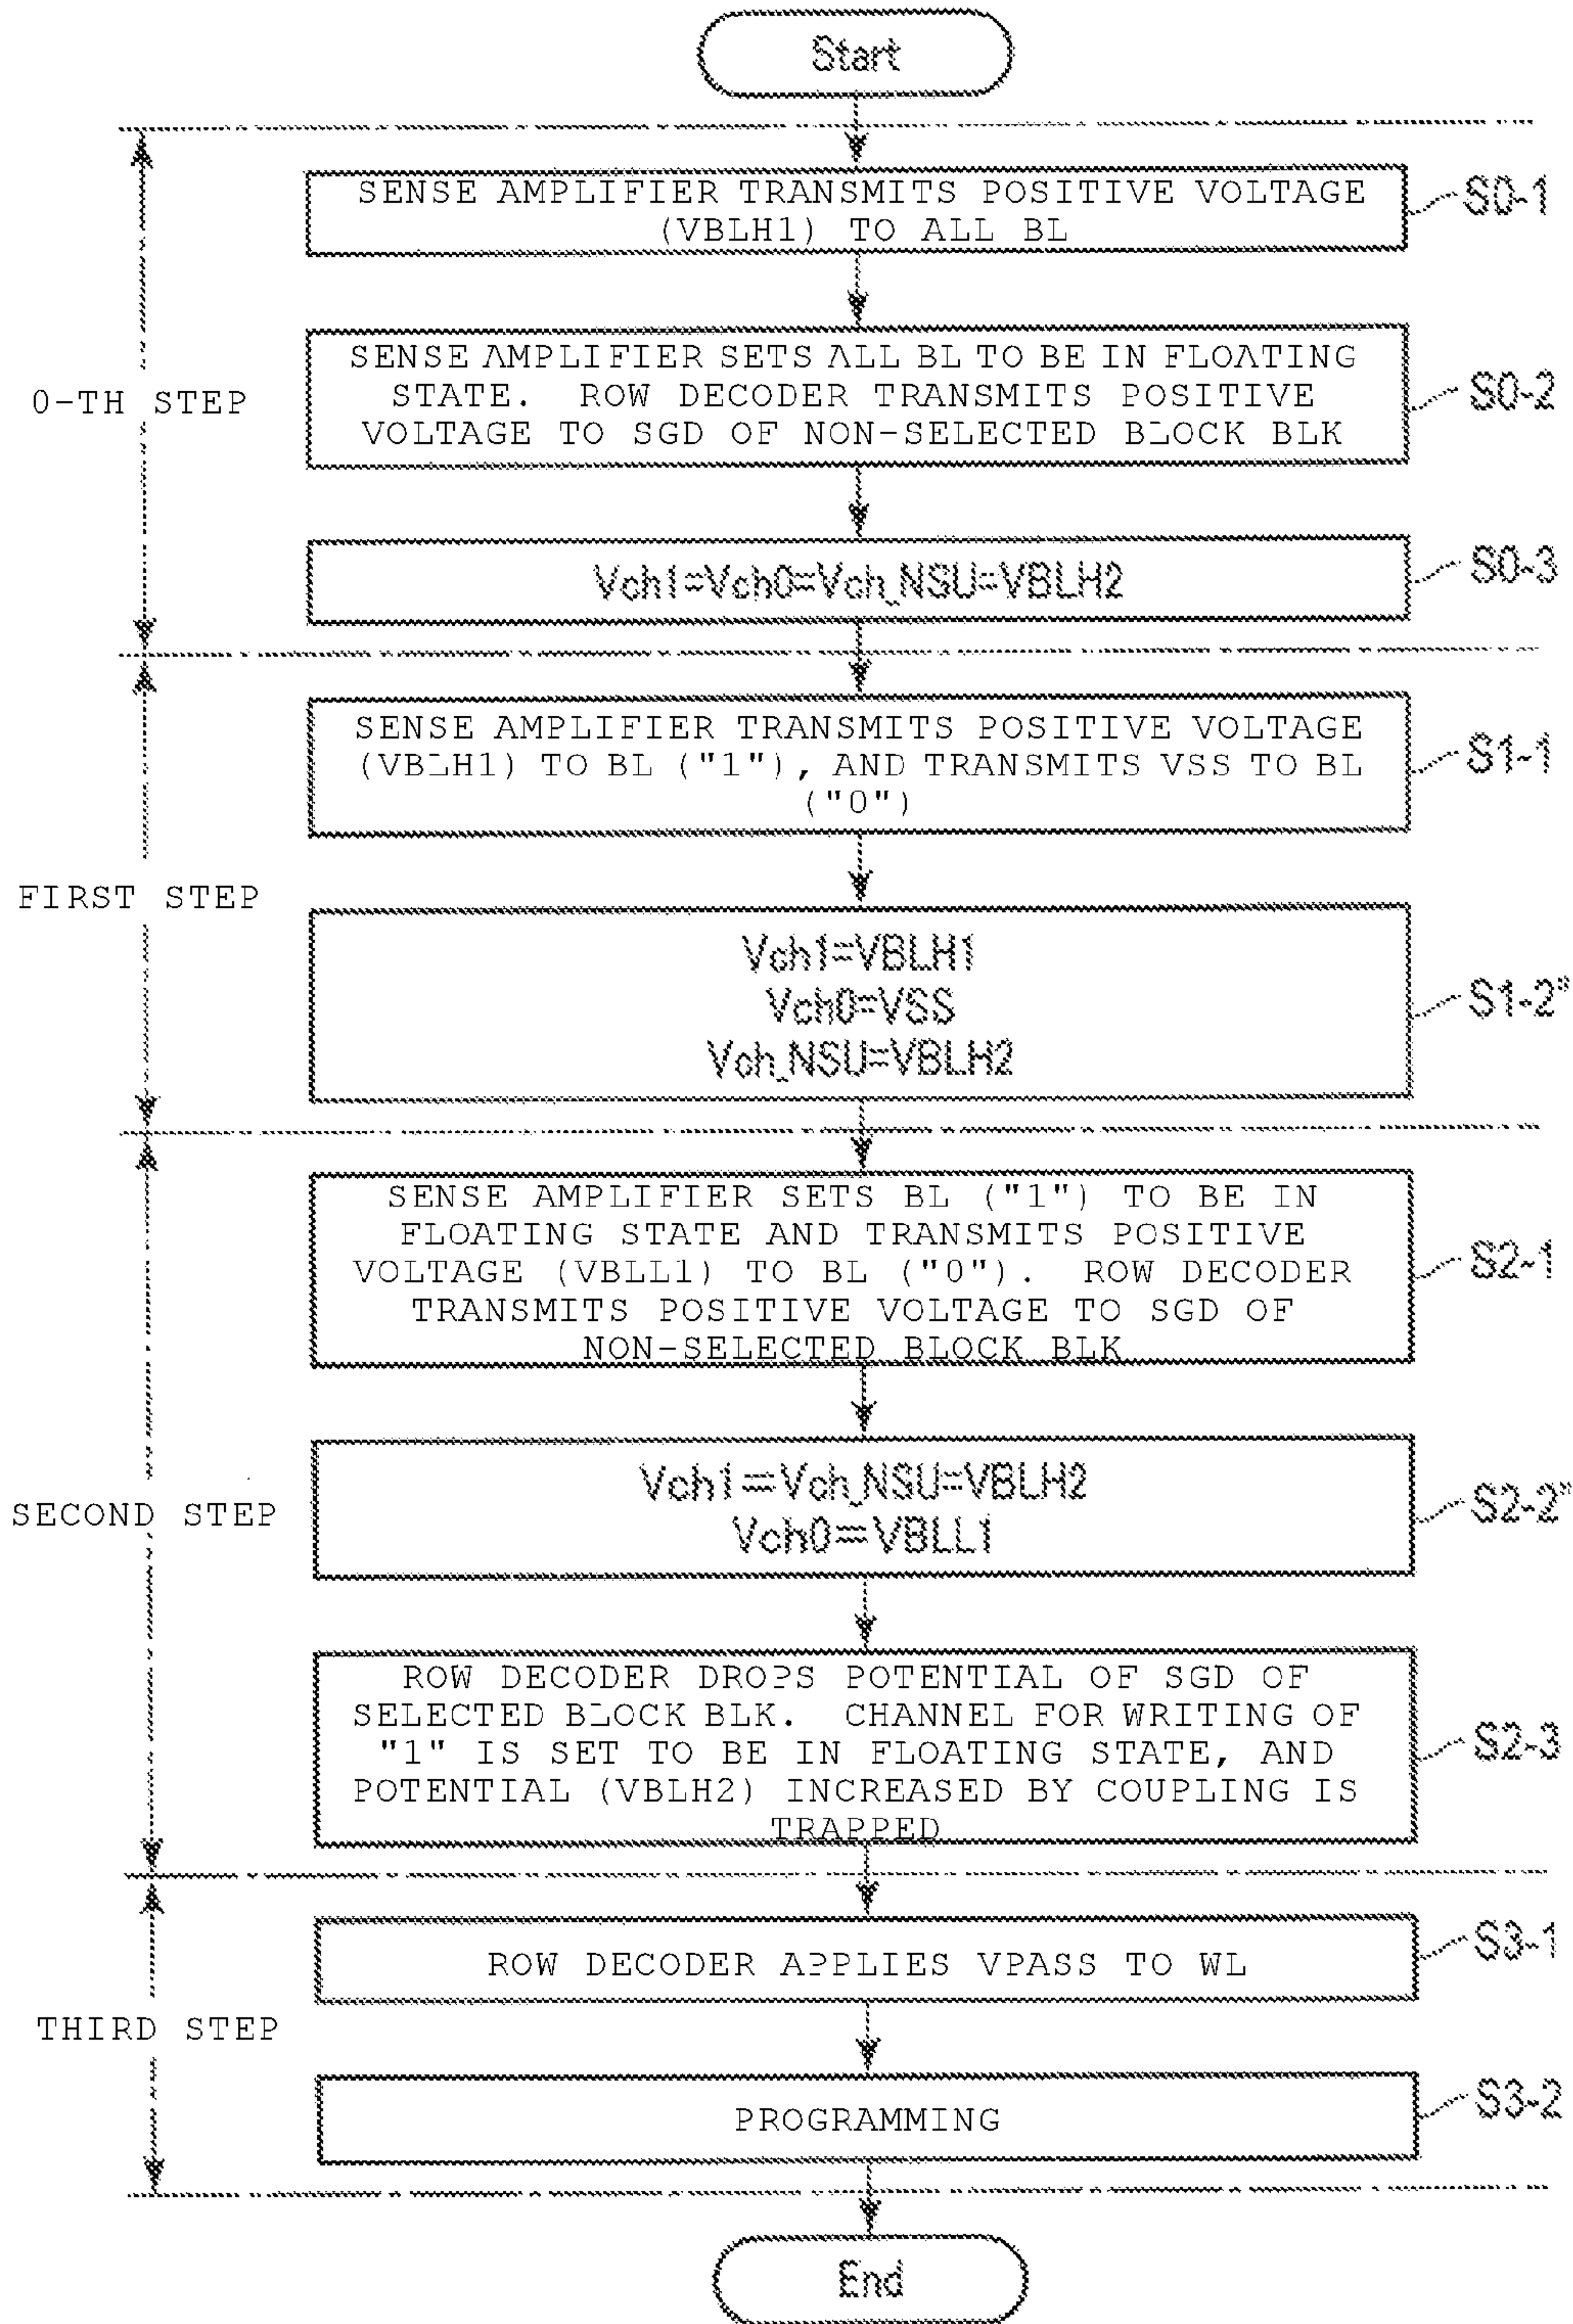 Start
SENSE AMPLIFIER TRANSMITS POSITIVE VOLTAGE
(VBLH1) TO ALL BL
S0-1
SENSE AMPLIFIER SETS ALL BL TO BE IN FLOATING
STATE. ROW DECODER TRANSMITS POSITIVE
VOLTAGE TO SGD OF NON-SELECTED BLOCK BLK
S0-2
0-TH STEP
Vch1=Vch0=Vch_NSU=VBLH2
S0-3
SENSE AMPLIFIER TRANSMITS POSITIVE VOLTAGE
(VBLH1) TO BL ("1"), AND TRANSMITS VSS TO BL
("0")
S1-1
FIRST STEP
Vch1=VBLH1
Vch0=VSS
Vch_NSU=VBLH2
S1-2"
SENSE AMPLIFIER SETS BL ("1") TO BE IN
FLOATING STATE AND TRANSMITS POSITIVE
VOLTAGE (VBLL1) TO BL ("0"). ROW DECODER
TRANSMITS POSITIVE VOLTAGE TO SGD OF
NON-SELECTED BLOCK BLK
S2-1
SECOND STEP
Vch1=Vch_NSU=VBLH2
Vch0=VBLL1
S2-2"
ROW DECODER DROPS POTENTIAL OF SGD OF
SELECTED BLOCK BLK. CHANNEL FOR WRITING OF
"1" IS SET TO BE IN FLOATING STATE, AND
POTENTIAL (VBLH2) INCREASED BY COUPLING IS
TRAPPED
S2-3
ROW DECODER APPLIES VPASS TO WL
S3-1
THIRD STEP
PROGRAMMING
S3-2
End